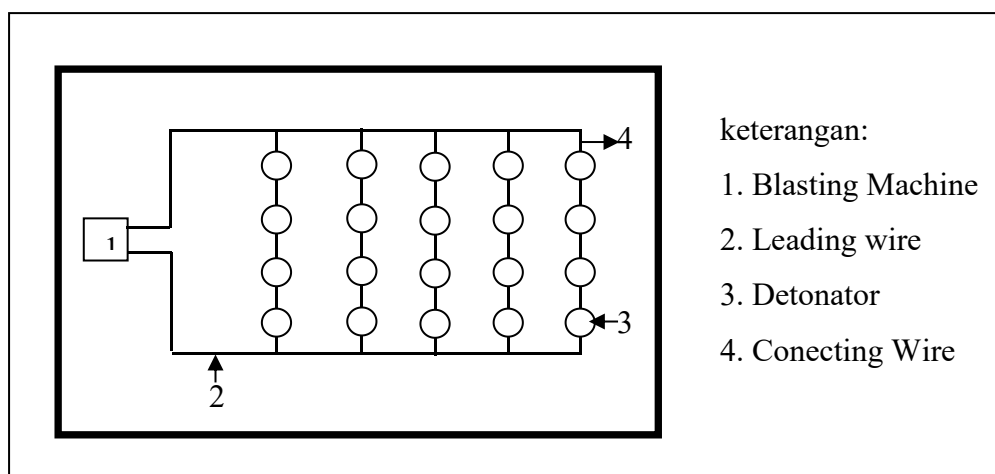 4
keterangan:
1. Blasting Machine
1
2. Leading wire
3. Detonator
3
4. Conecting Wire
2